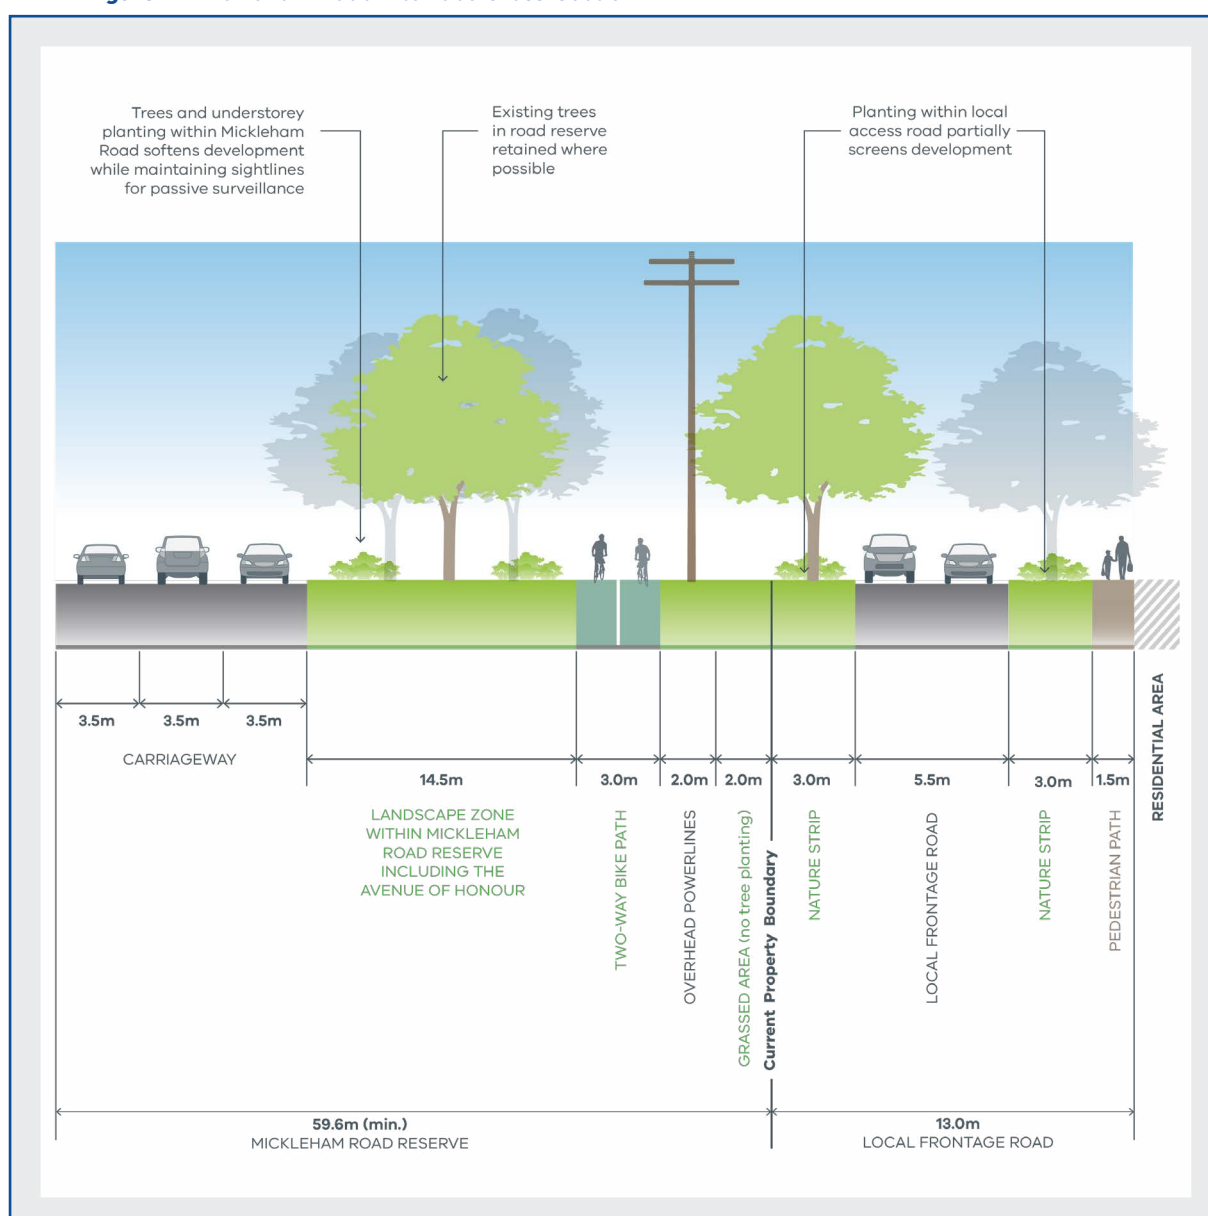 Trees and understorey
planting within Mickleham
Road softens development
while maintaining sightlines
for passive surveillance
Existing trees
in road reserve
retained where
possible
Planting within local
access road partially
screens development
3.5m
3.5m
3.5m
CARRIAGEWAY
14.5m
3.0m
2.0m
2.0m
3.0m
5.5m
3.0m
1.5m
LANDSCAPE ZONE
WITHIN MICKLEHAM
ROAD RESERVE
INCLUDING THE
AVENUE OF HONOUR
TWO-WAY BIKE PATH
OVERHEAD POWERLINES
GRASSED AREA (no tree planting)
Current Property Boundary
NATURE STRIP
LOCAL FRONTAGE ROAD
NATURE STRIP
PEDESTRIAN PATH
RESIDENTIAL AREA
59.6m (min.)
MICKLEHAM ROAD RESERVE
13.0m
LOCAL FRONTAGE ROAD